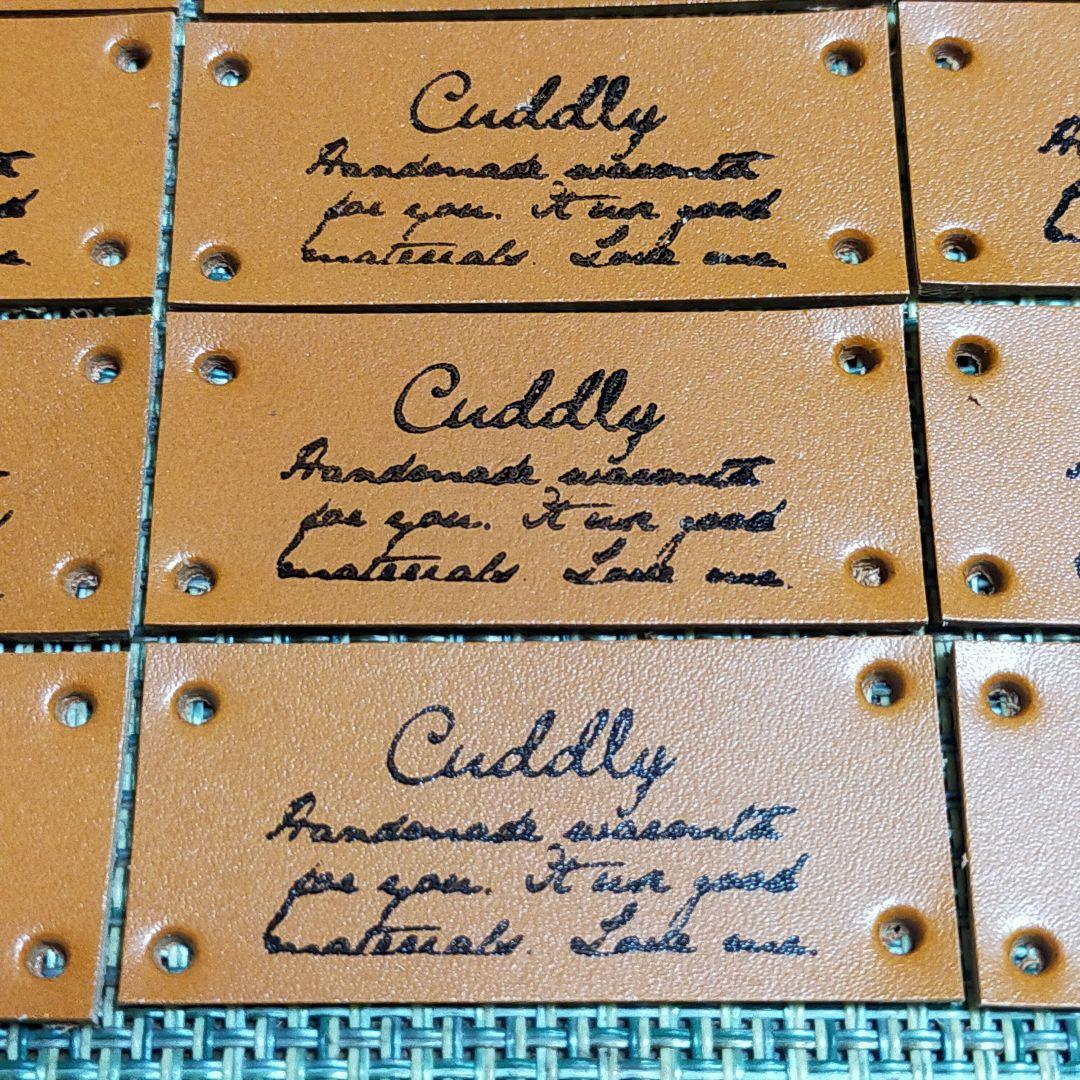 Cuddly
Handmade warmth
for you. It use good
materials. Love me.
Cuddly
Handmade warmth
for you. It use good
materials. Love me.
Cuddly
Handmade warmth
for you. It use good
materials. Love me.